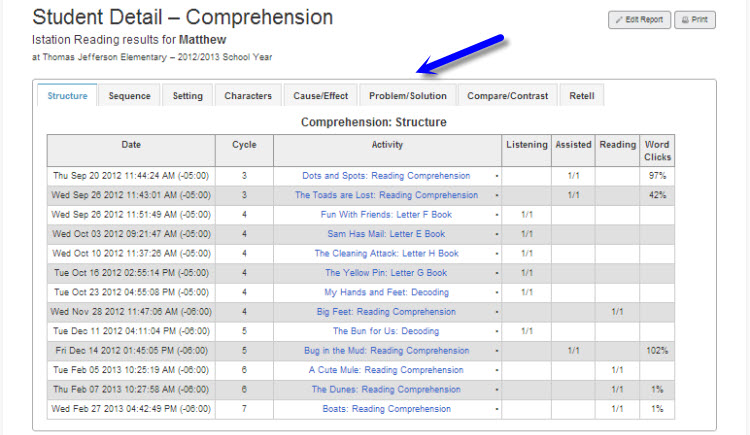 Student Detail – Comprehension
Edit Report Print
Istation Reading results for Matthew
at Thomas Jefferson Elementary – 2012/2013 School Year
Structure Sequence Setting Characters Cause/Effect Problem/Solution Compare/Contrast Retell
Comprehension: Structure
Date Cycle Activity Listening Assisted Reading Word Clicks
Thu Sep 20 2012 11:44:24 AM (-05:00) 3 Dots and Spots: Reading Comprehension 1/1 97%
Wed Sep 26 2012 11:43:01 AM (-05:00) 3 The Toads are Lost: Reading Comprehension 1/1 42%
Wed Sep 26 2012 11:51:49 AM (-05:00) 4 Fun With Friends: Letter F Book 1/1
Wed Oct 03 2012 09:21:47 AM (-05:00) 4 Sam Has Mail: Letter E Book 1/1
Wed Oct 10 2012 11:37:26 AM (-05:00) 4 The Cleaning Attack: Letter H Book 1/1
Tue Oct 16 2012 02:55:14 PM (-05:00) 4 The Yellow Pin: Letter G Book 1/1
Tue Oct 23 2012 04:55:08 PM (-05:00) 4 My Hands and Feet: Decoding 1/1
Wed Nov 28 2012 11:47:06 AM (-06:00) 4 Big Feet: Reading Comprehension 1/1
Tue Dec 11 2012 04:11:04 PM (-06:00) 5 The Bun for Us: Decoding 1/1
Fri Dec 14 2012 01:45:05 PM (-06:00) 5 Bug in the Mud: Reading Comprehension 1/1 102%
Tue Feb 05 2013 10:25:19 AM (-06:00) 6 A Cute Mule: Reading Comprehension 1/1
Thu Feb 07 2013 10:27:58 AM (-06:00) 6 The Dunes: Reading Comprehension 1/1 1%
Wed Feb 27 2013 04:42:49 PM (-06:00) 7 Boats: Reading Comprehension 1/1 1%